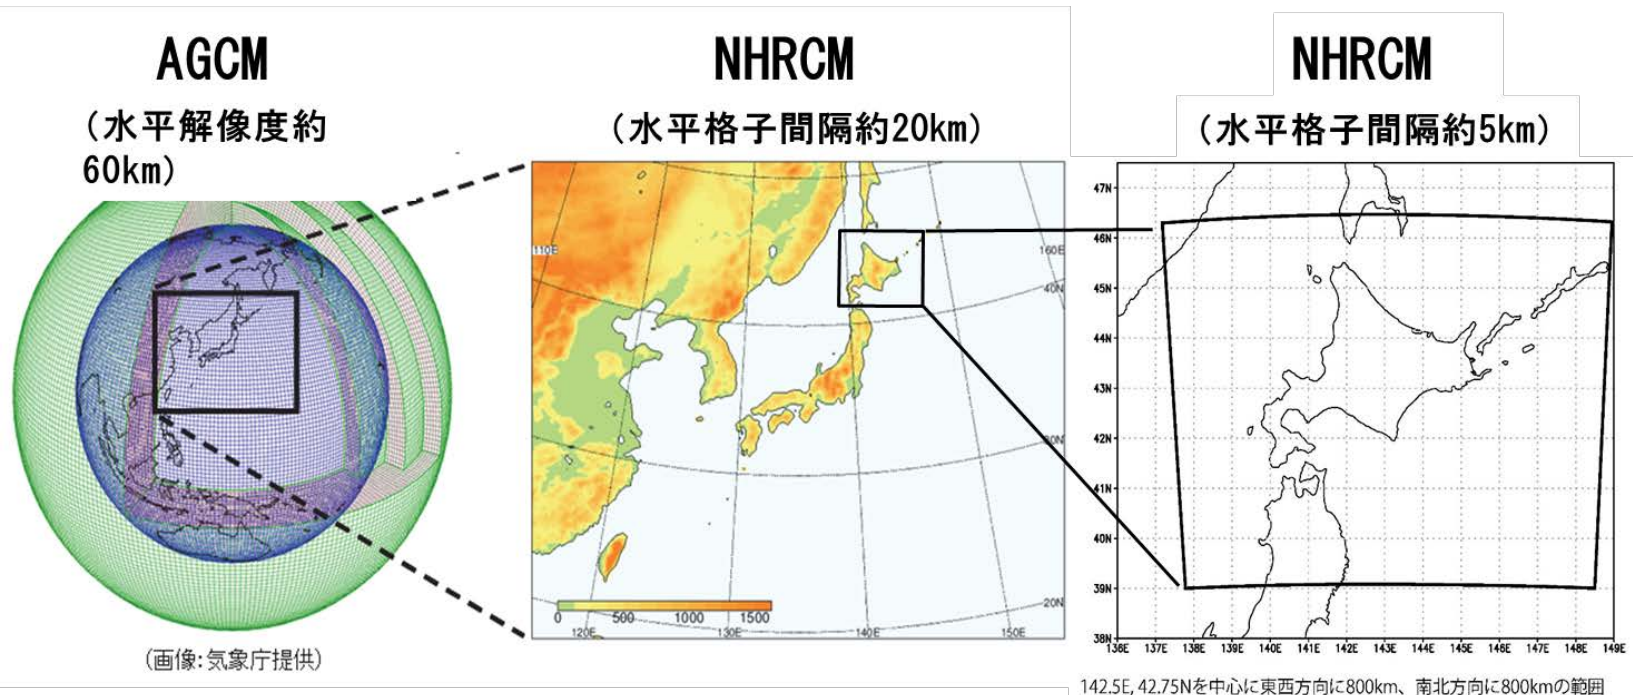 AGCM
(水平解像度約
60km)
NHRCM
(水平格子間隔約20km)
NHRCM
(水平格子間隔約5km)
110E
160E
40N
30N
20N
0 500 1000 1500
120E 130E 140E 150E
(画像:気象庁提供)
47N
46N
45N
44N
43N
42N
41N
40N
39N
38N
136E 137E 138E 139E 140E 141E 142E 143E 144E 145E 146E 147E 148E 149E
142.5E, 42.75Nを中心に東西方向に800km、南北方向に800kmの範囲